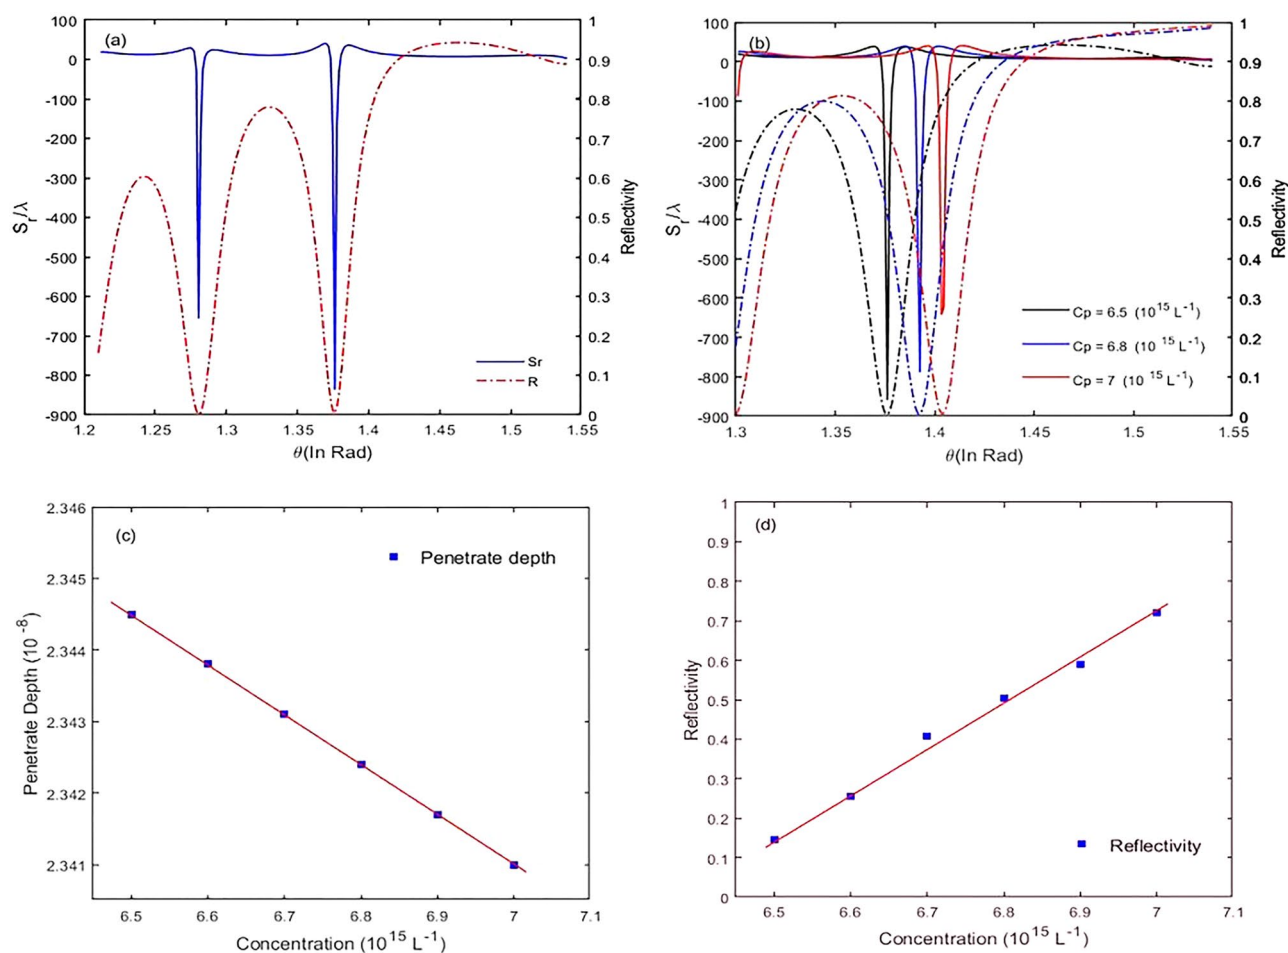 (a)
100
0
-100
-200
-300
-400
-500
-600
-700
-800
-900
S_r/λ
1
0.9
0.8
0.7
0.6
0.5
0.4
0.3
0.2
0.1
0
Reflectivity
Sr
R
1.2 1.25 1.3 1.35 1.4 1.45 1.5 1.55
θ(In Rad)
(b)
100
0
-100
-200
-300
-400
-500
-600
-700
-800
-900
S_r/λ
1
0.9
0.8
0.7
0.6
0.5
0.4
0.3
0.2
0.1
0
Reflectivity
Cp = 6.5 (10^15 L^-1)
Cp = 6.8 (10^15 L^-1)
Cp = 7 (10^15 L^-1)
1.3 1.35 1.4 1.45 1.5 1.55
θ(In Rad)
(c)
2.346
2.345
2.344
2.343
2.342
2.341
Penetrate Depth (10^-8)
Penetrate depth
6.5 6.6 6.7 6.8 6.9 7 7.1
Concentration (10^15 L^-1)
(d)
1
0.9
0.8
0.7
0.6
0.5
0.4
0.3
0.2
0.1
0
Reflectivity
Reflectivity
6.5 6.6 6.7 6.8 6.9 7 7.1
Concentration (10^15 L^-1)